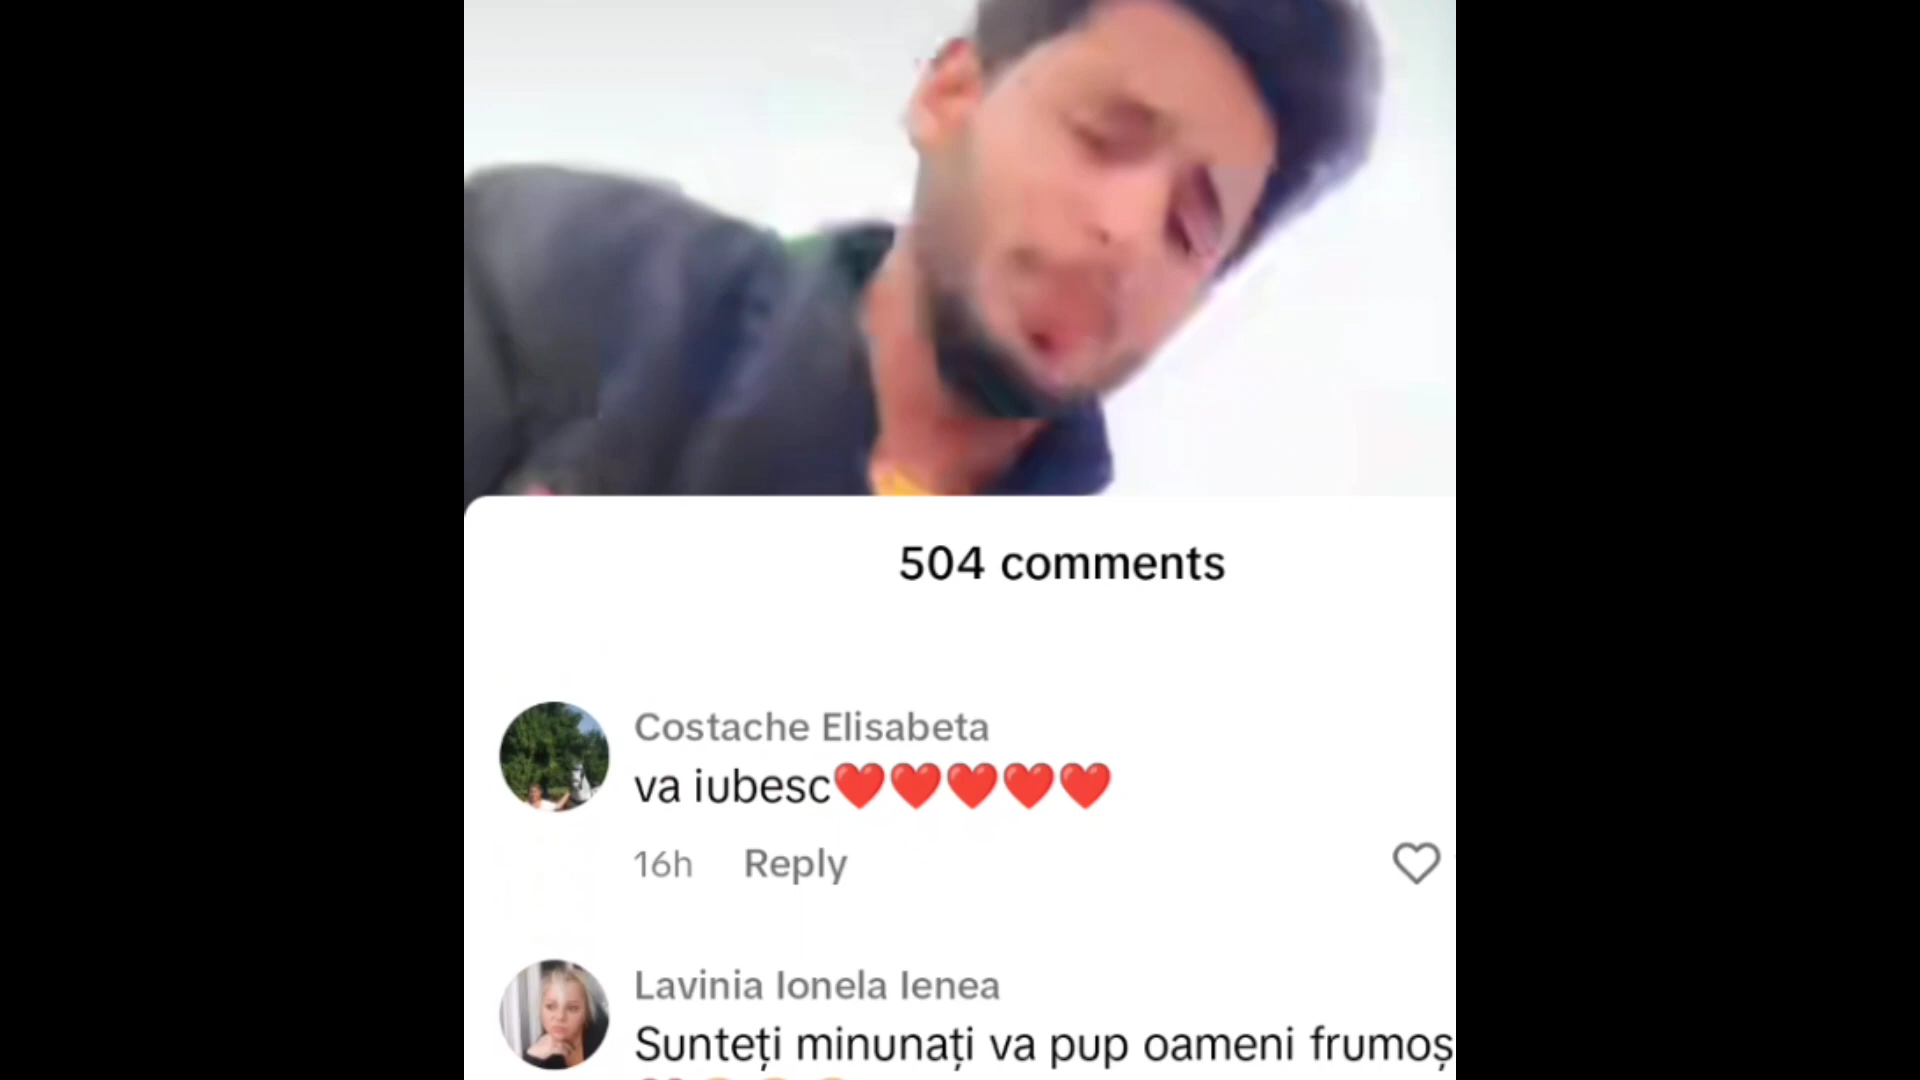 504 comments
Costache Elisabeta
va iubesc❤️❤️❤️❤️❤️
16h Reply
Lavinia Ionela Ienea
Sunteți minunați va pup oameni frumoș